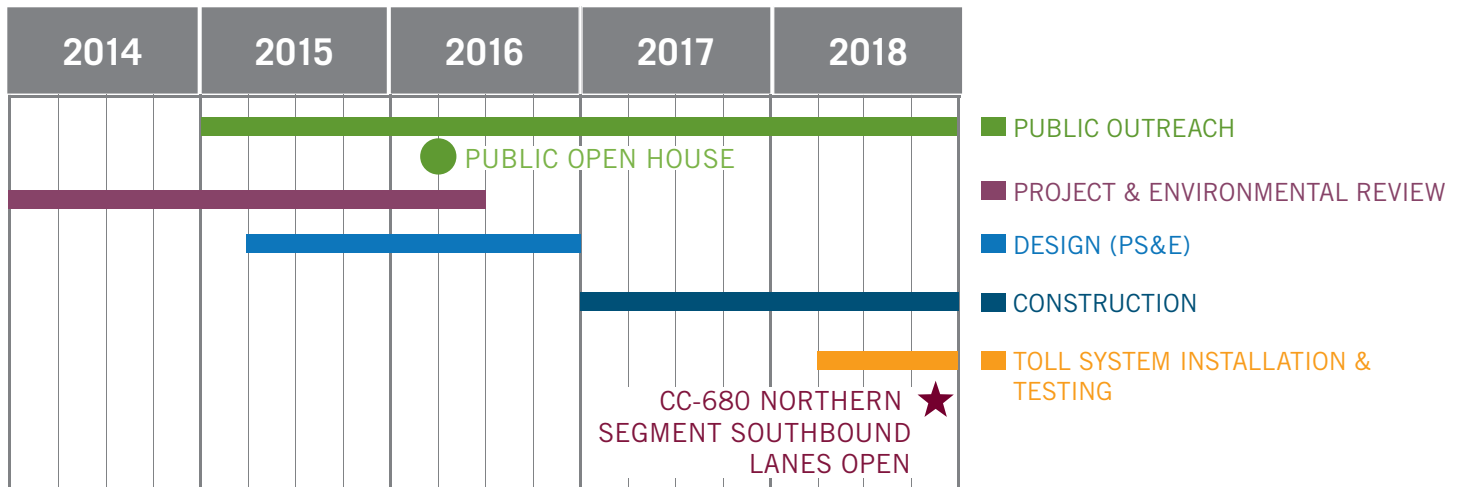 2014 2015 2016 2017 2018
PUBLIC OUTREACH
PUBLIC OPEN HOUSE
PROJECT & ENVIRONMENTAL REVIEW
DESIGN (PS&E)
CONSTRUCTION
TOLL SYSTEM INSTALLATION &
TESTING
CC-680 NORTHERN
SEGMENT SOUTHBOUND
LANES OPEN